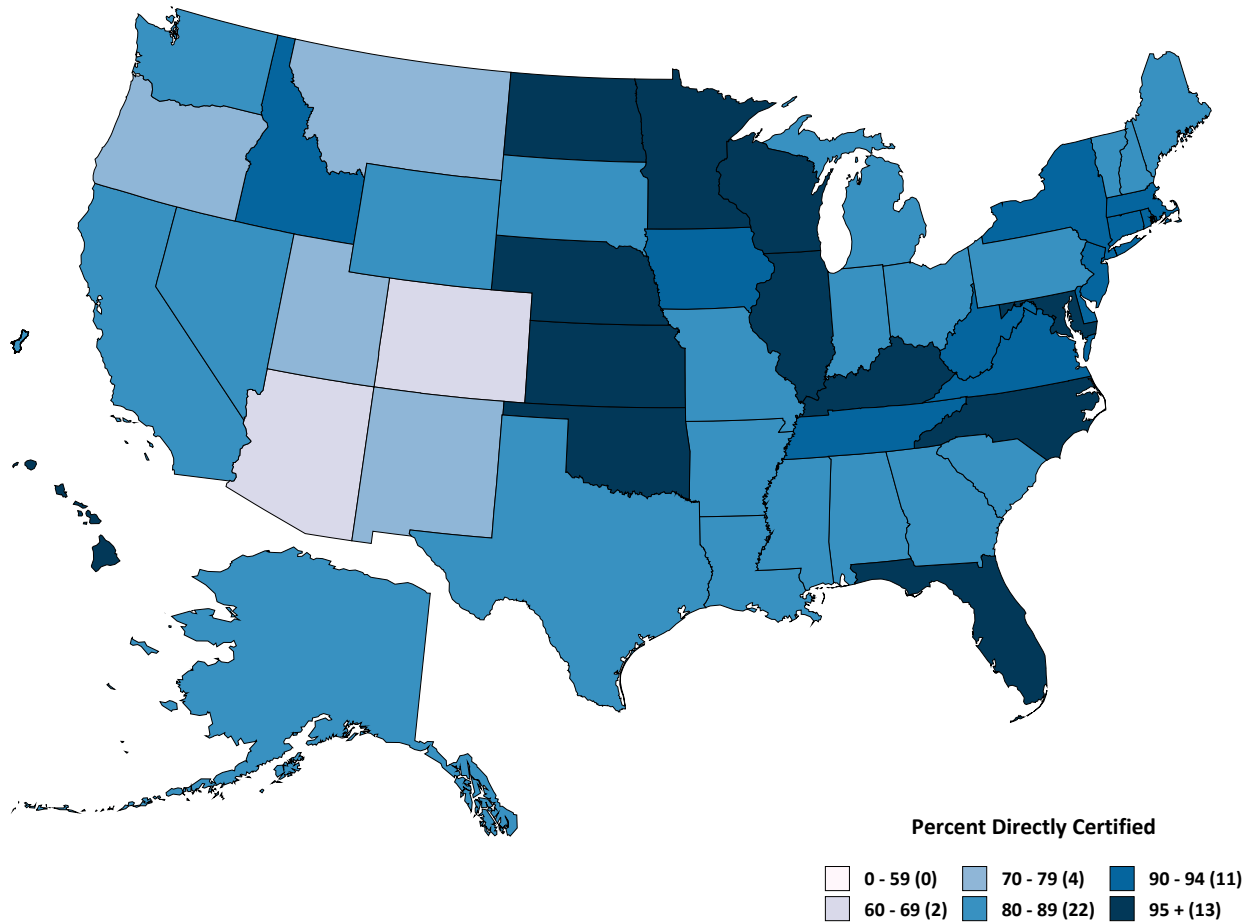 Percent Directly Certified
0 - 59 (0)
70 - 79 (4)
90 - 94 (11)
60 - 69 (2)
80 - 89 (22)
95 + (13)